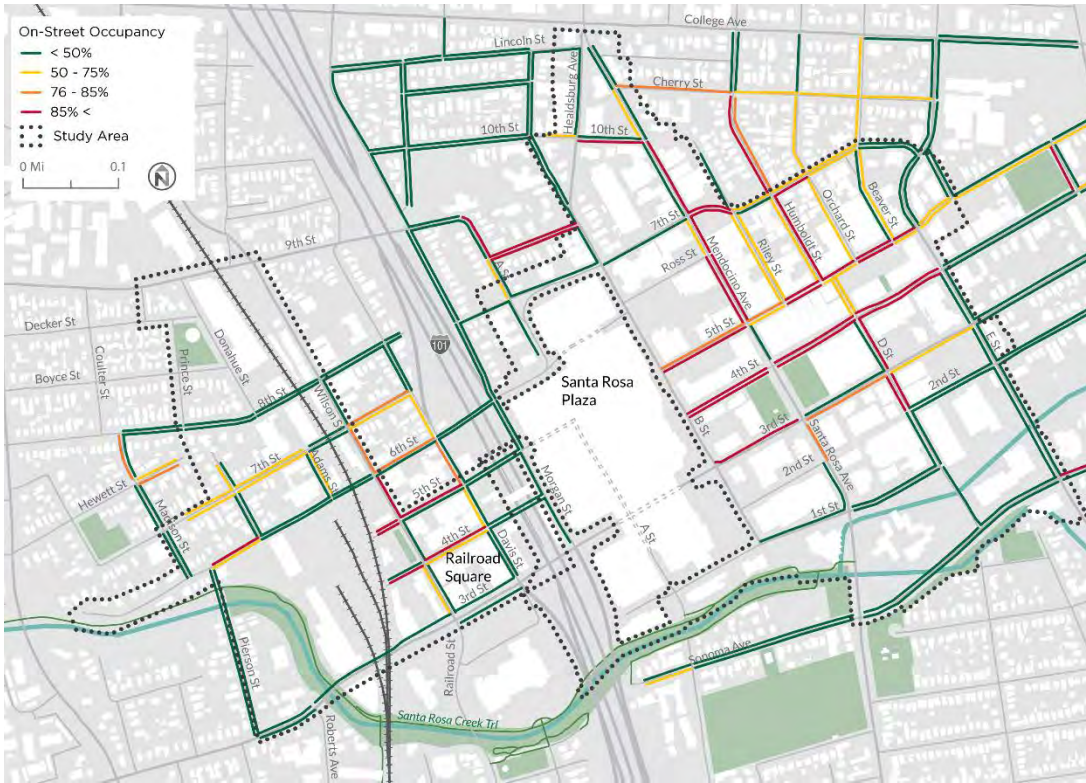 On-Street Occupancy
< 50%
50 - 75%
76 - 85%
85% <
Study Area
0 Mi 0.1
N
College Ave
Lincoln St
Healdsburg Ave
Cherry St
10th St
10th St
9th St
7th St
Ross St
Mendocino Ave
Riley St
Humboldt St
Orchard St
Beaver St
A St
Decker St
Boyce St
Coulter St
Prince St
Donahue St
Wilson St
8th St
101
Santa Rosa
Plaza
5th St
4th St
3rd St
B St
D St
E St
2nd St
2nd St
Santa Rosa Ave
1st St
Hewett St
7th St
Adams St
6th St
5th St
4th St
Madison St
Morgan St
Davis St
A St
Railroad
Square
3rd St
Pierson St
Railroad St
Roberts Ave
Santa Rosa Creek Trl
Sonoma Ave